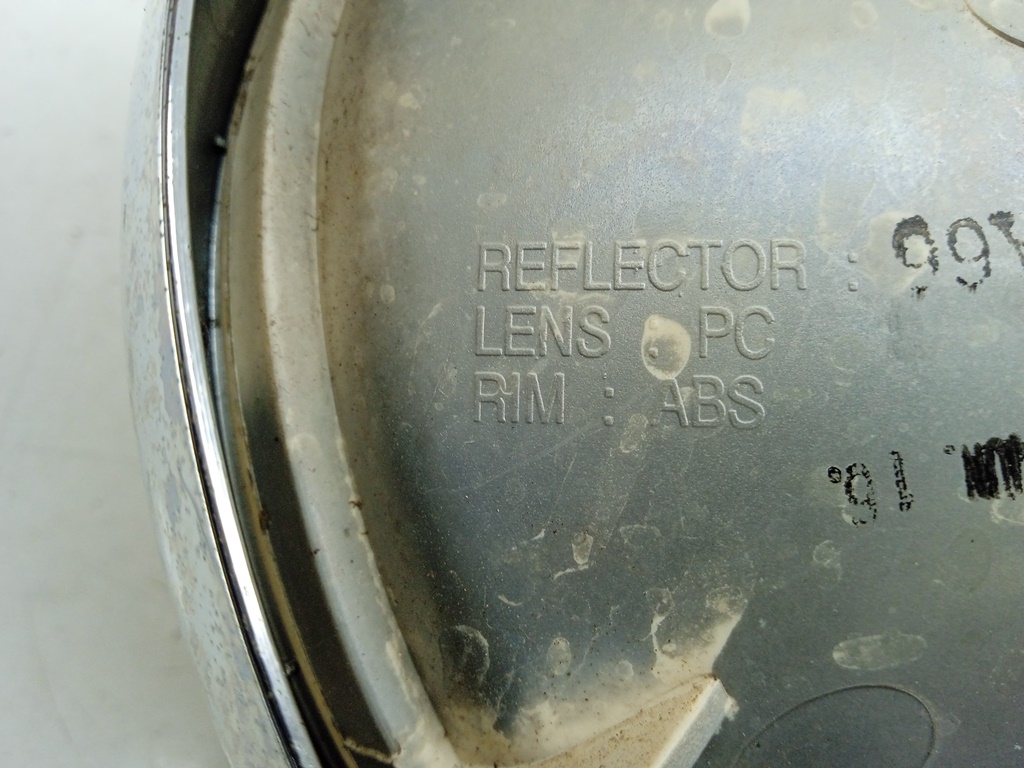 REFLECTOR :
LENS PC
RIM : ABS